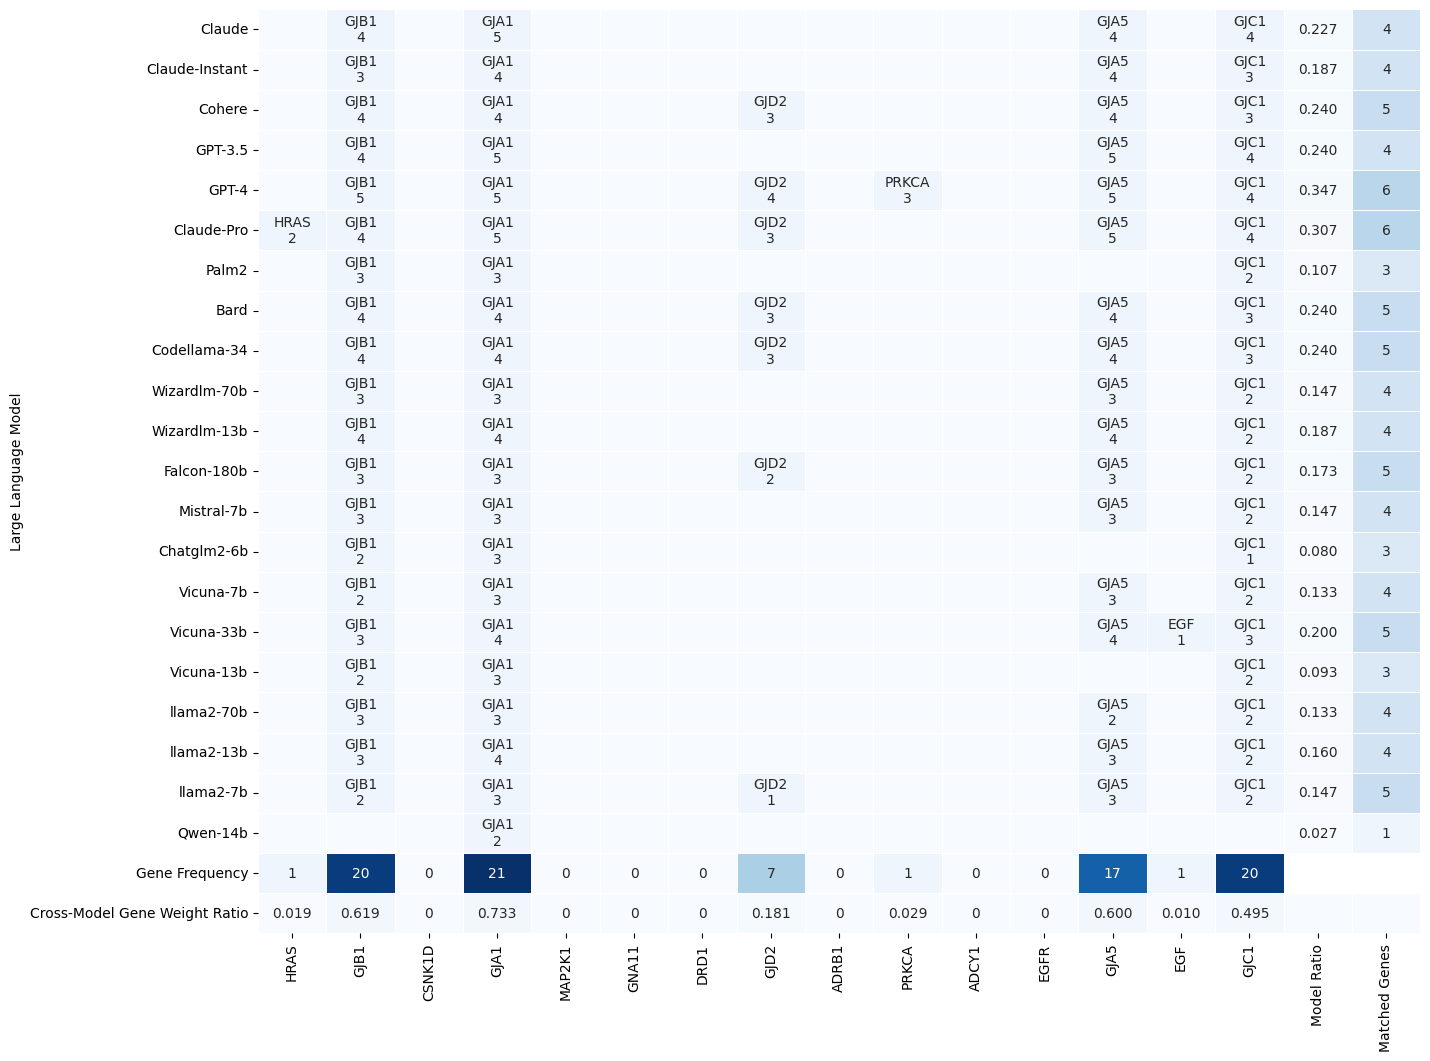 Large Language Model
Claude GJB1 GJA1 GJA5 GJC1 0.227 4
4 5 4 4
Claude-Instant GJB1 GJA1 GJA5 GJC1 0.187 4
3 4 4 3
Cohere GJB1 GJA1 GJD2 GJA5 GJC1 0.240 5
4 4 3 4 3
GPT-3.5 GJB1 GJA1 GJA5 GJC1 0.240 4
4 5 5 4
GPT-4 GJB1 GJA1 GJD2 PRKCA GJA5 GJC1 0.347 6
5 5 4 3 5 4
Claude-Pro HRAS GJB1 GJA1 GJD2 GJA5 GJC1 0.307 6
2 4 5 3 5 4
Palm2 GJB1 GJA1 GJC1 0.107 3
3 3 2
Bard GJB1 GJA1 GJD2 GJA5 GJC1 0.240 5
4 4 3 4 3
Codellama-34 GJB1 GJA1 GJD2 GJA5 GJC1 0.240 5
4 4 3 4 3
Wizardlm-70b GJB1 GJA1 GJA5 GJC1 0.147 4
3 3 3 2
Wizardlm-13b GJB1 GJA1 GJA5 GJC1 0.187 4
4 4 4 2
Falcon-180b GJB1 GJA1 GJD2 GJA5 GJC1 0.173 5
3 3 2 3 2
Mistral-7b GJB1 GJA1 GJA5 GJC1 0.147 4
3 3 3 2
Chatglm2-6b GJB1 GJA1 GJC1 0.080 3
2 3 1
Vicuna-7b GJB1 GJA1 GJA5 GJC1 0.133 4
2 3 3 2
Vicuna-33b GJB1 GJA1 GJA5 EGF GJC1 0.200 5
3 4 4 1 3
Vicuna-13b GJB1 GJA1 GJC1 0.093 3
2 3 2
llama2-70b GJB1 GJA1 GJA5 GJC1 0.133 4
3 3 2 2
llama2-13b GJB1 GJA1 GJA5 GJC1 0.160 4
3 4 3 2
llama2-7b GJB1 GJA1 GJD2 GJA5 GJC1 0.147 5
2 3 1 3 2
Qwen-14b GJA1 0.027 1
2
Gene Frequency 1 20 0 21 0 0 0 7 0 1 0 0 17 1 20
Cross-Model Gene Weight Ratio 0.019 0.619 0 0.733 0 0 0 0.181 0 0.029 0 0 0.600 0.010 0.495
HRAS GJB1 CSNK1D GJA1 MAP2K1 GNA11 DRD1 GJD2 ADRB1 PRKCA ADCY1 EGFR GJA5 EGF GJC1 Model Ratio Matched Genes